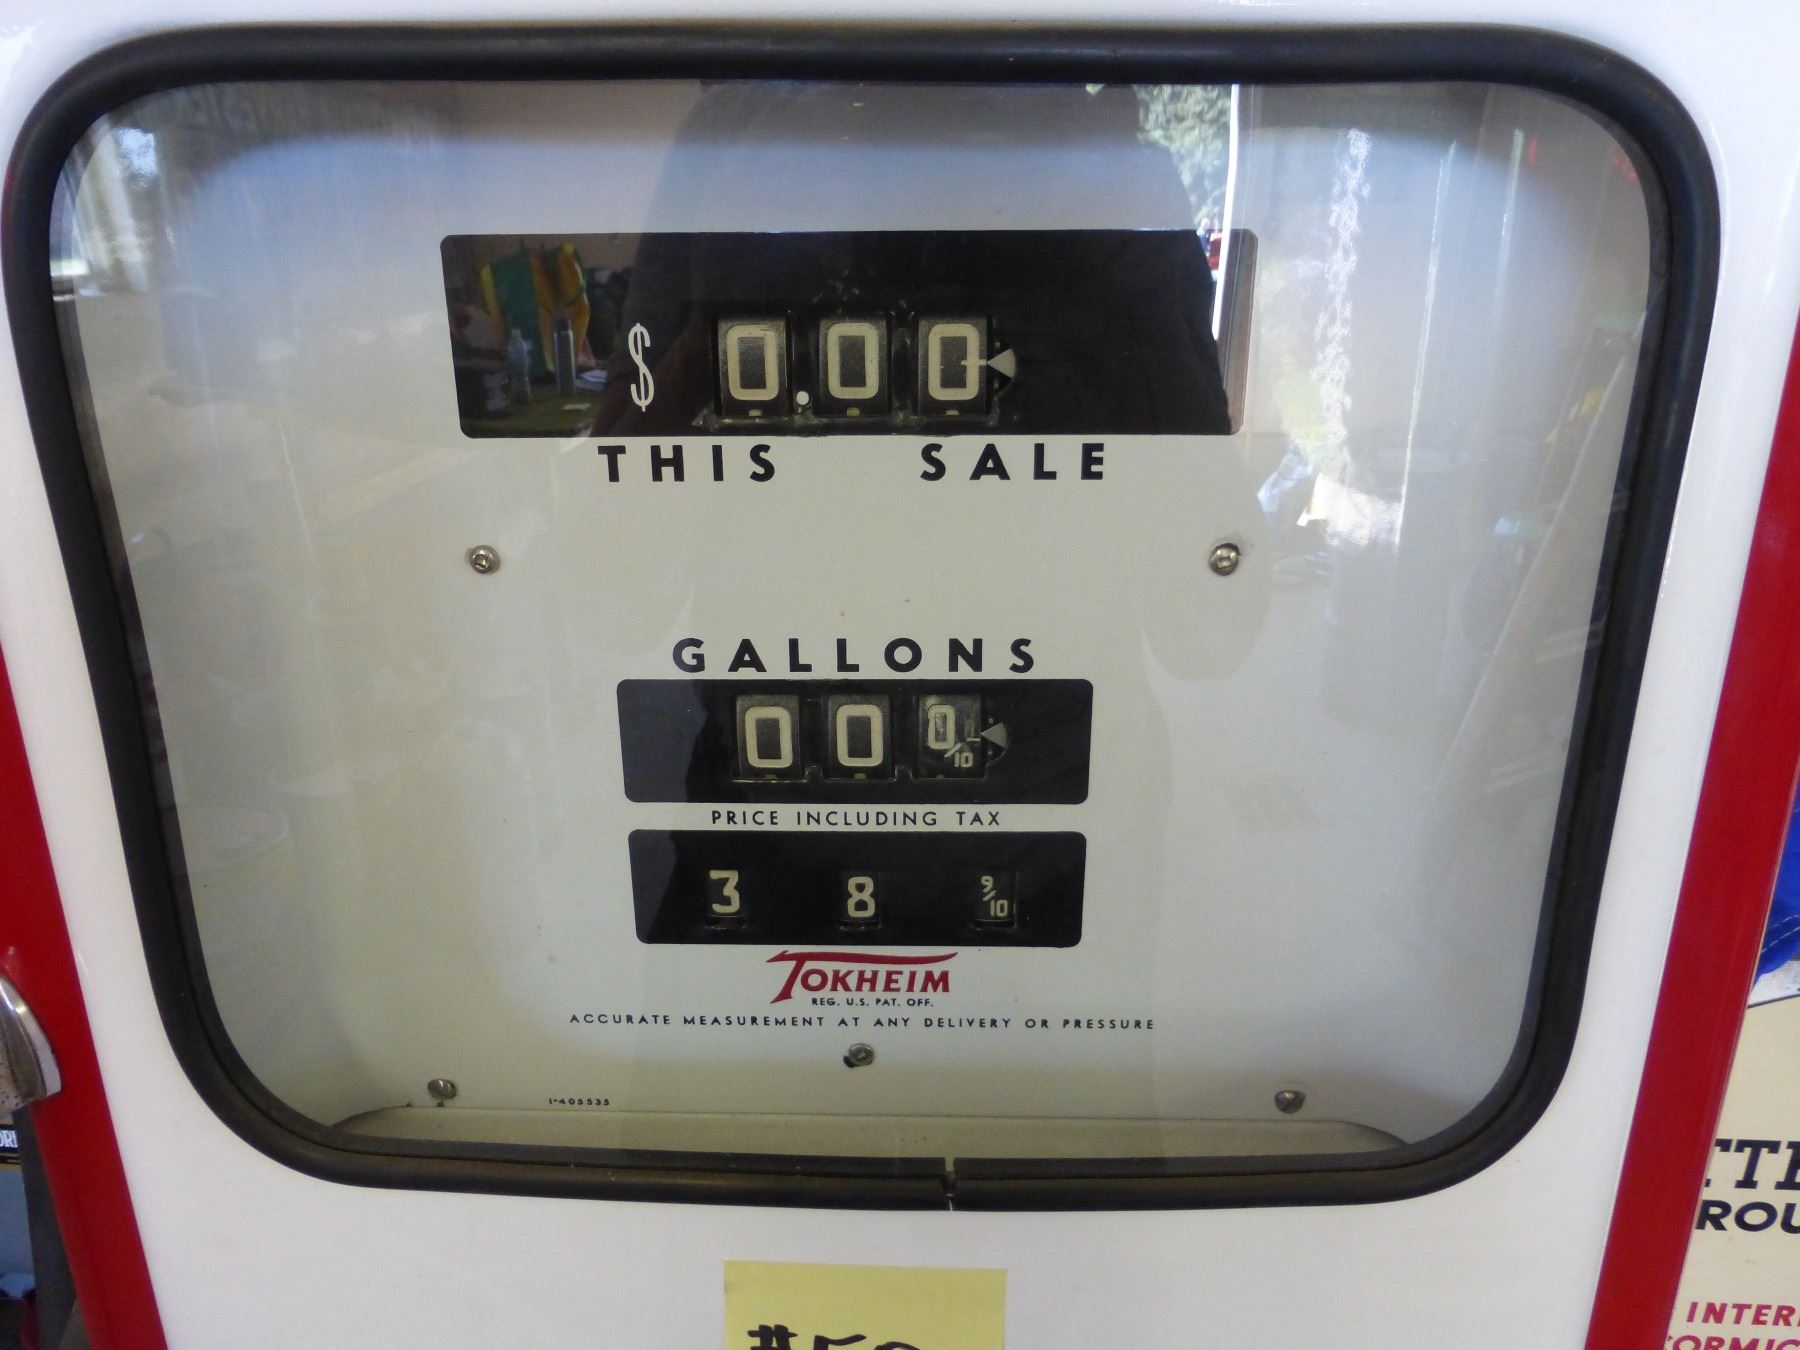 $ 0.00
THIS SALE
GALLONS
00 0/10
PRICE INCLUDING TAX
3 8 9/10
TOKHEIM
REG. U.S. PAT. OFF.
ACCURATE MEASUREMENT AT ANY DELIVERY OR PRESSURE
1-405535
INTER